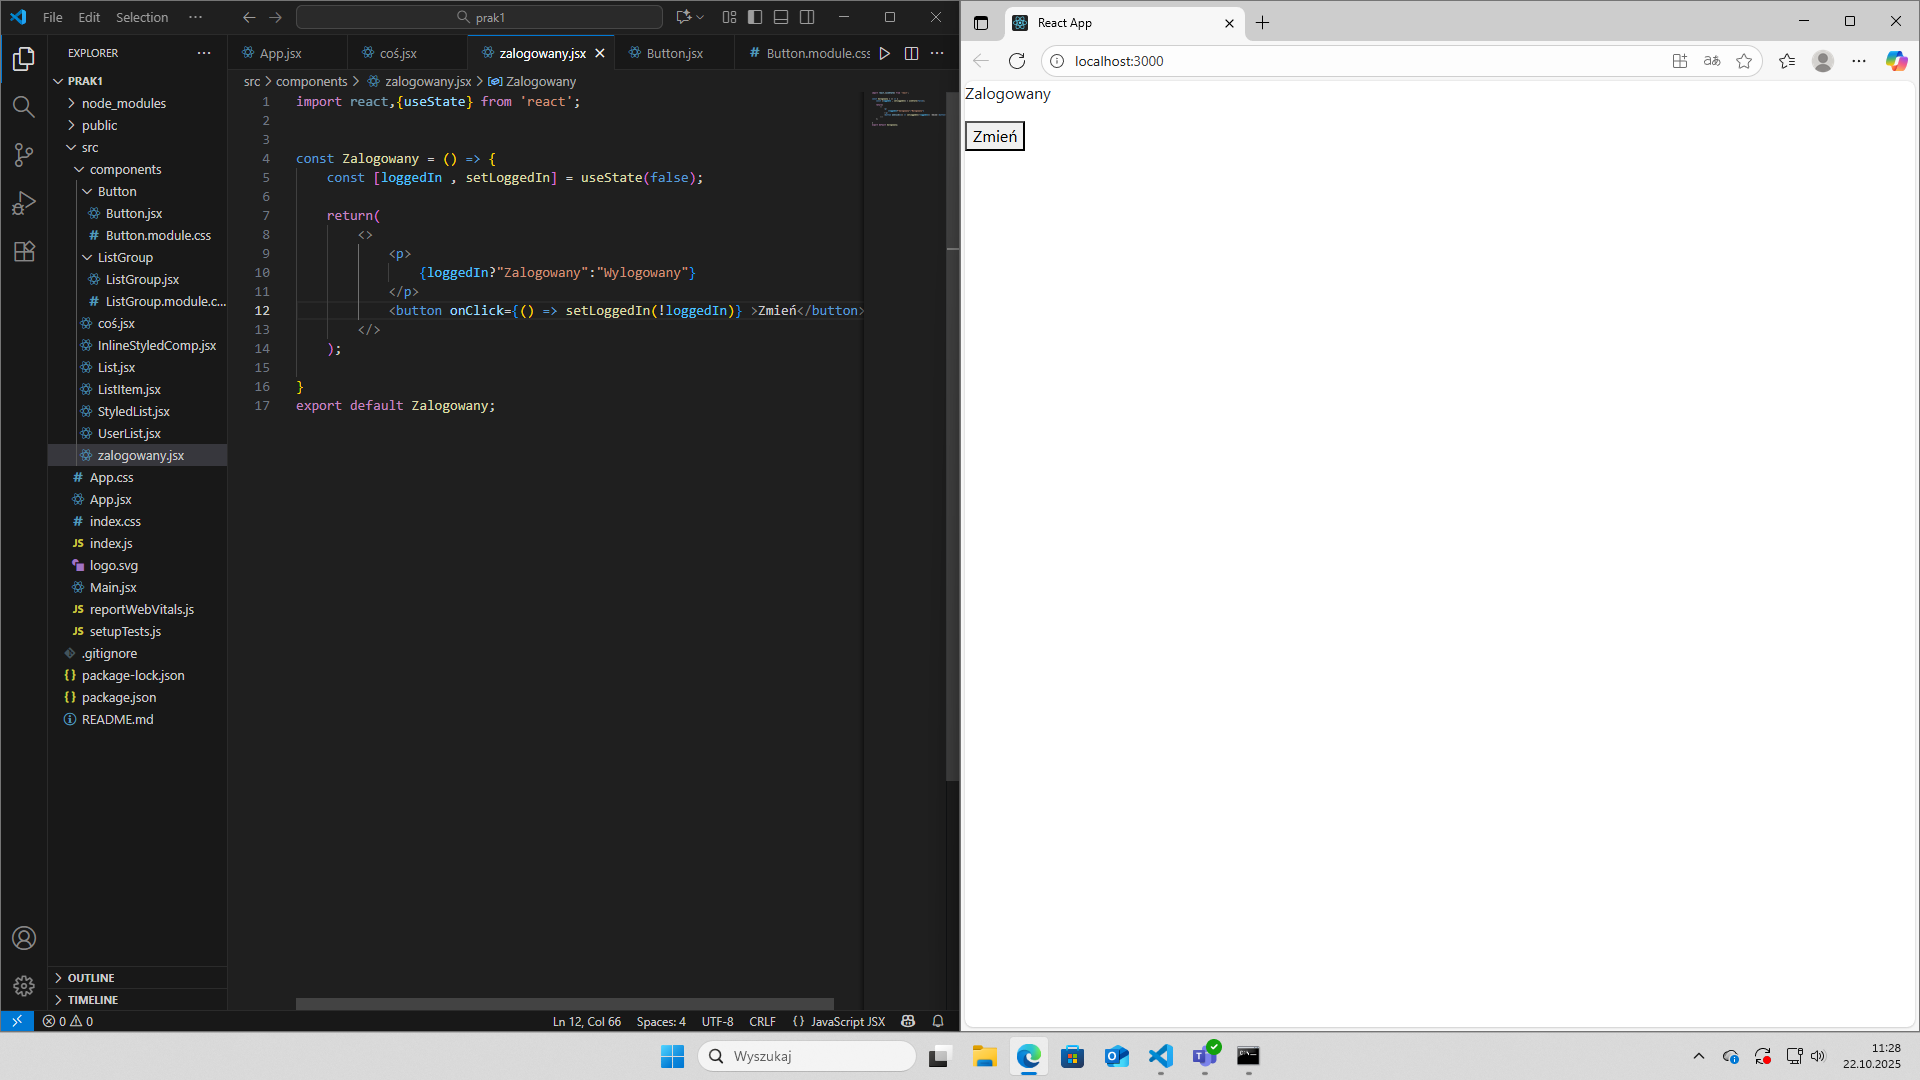 File Edit Selection ···
prak1
EXPLORER ···
PRAK1
node_modules
public
src
components
Button
Button.jsx
# Button.module.css
ListGroup
ListGroup.jsx
# ListGroup.module.c...
coś.jsx
InlineStyledComp.jsx
List.jsx
ListItem.jsx
StyledList.jsx
UserList.jsx
zalogowany.jsx
# App.css
App.jsx
# index.css
JS index.js
logo.svg
Main.jsx
JS reportWebVitals.js
JS setupTests.js
.gitignore
{} package-lock.json
{} package.json
README.md
OUTLINE
TIMELINE
App.jsx
coś.jsx
zalogowany.jsx
Button.jsx
# Button.module.css
src > components > zalogowany.jsx > Zalogowany
1 import react,{useState} from 'react';
2
3
4 const Zalogowany = () => {
5 const [loggedIn , setLoggedIn] = useState(false);
6
7 return(
8 <>
9 <p>
10 {loggedIn?"Zalogowany":"Wylogowany"}
11 </p>
12 <button onClick={() => setLoggedIn(!loggedIn)} >Zmień</button>
13 </>
14 );
15
16 }
17 export default Zalogowany;
0 0
Ln 12, Col 66
Spaces: 4
UTF-8
CRLF
{} JavaScript JSX
React App
localhost:3000
aあ
Zalogowany
Zmień
Wyszukaj
11:28
22.10.2025